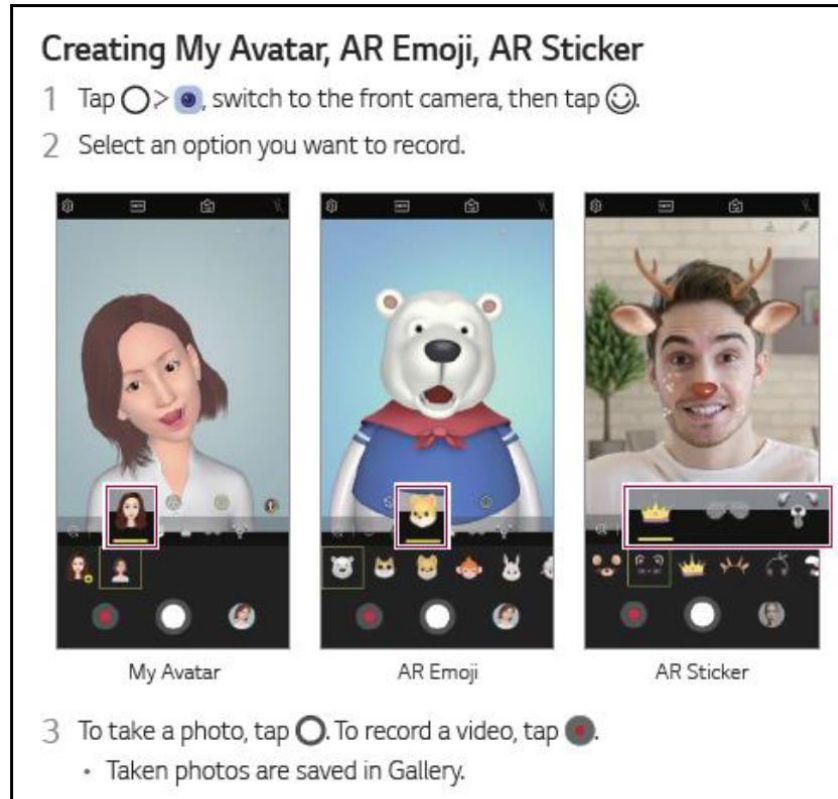 Creating My Avatar, AR Emoji, AR Sticker
1 Tap > , switch to the front camera, then tap .
2 Select an option you want to record.
My Avatar AR Emoji AR Sticker
3 To take a photo, tap . To record a video, tap .
• Taken photos are saved in Gallery.